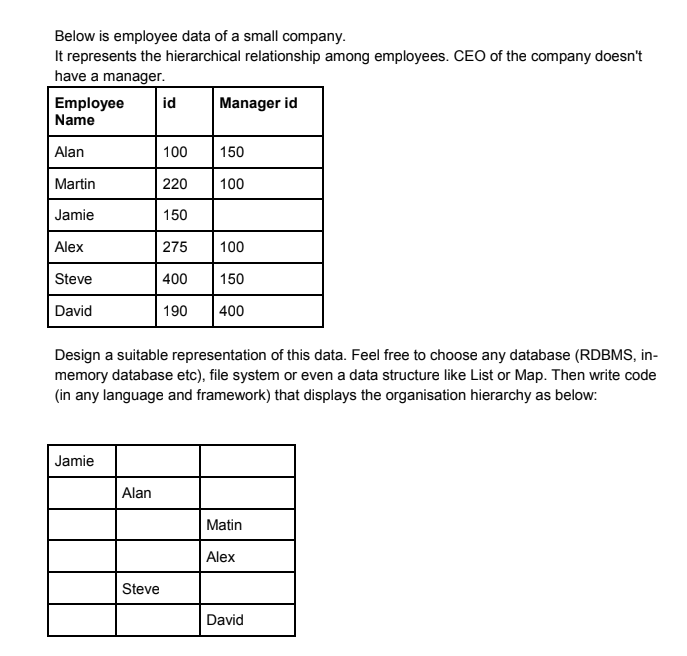 Below is employee data of a small company.
It represents the hierarchical relationship among employees. CEO of the company doesn't
have a manager.
Employee Name id Manager id
Alan 100 150
Martin 220 100
Jamie 150
Alex 275 100
Steve 400 150
David 190 400
Design a suitable representation of this data. Feel free to choose any database (RDBMS, in-
memory database etc), file system or even a data structure like List or Map. Then write code
(in any language and framework) that displays the organisation hierarchy as below:
Jamie
Alan
Matin
Alex
Steve
David